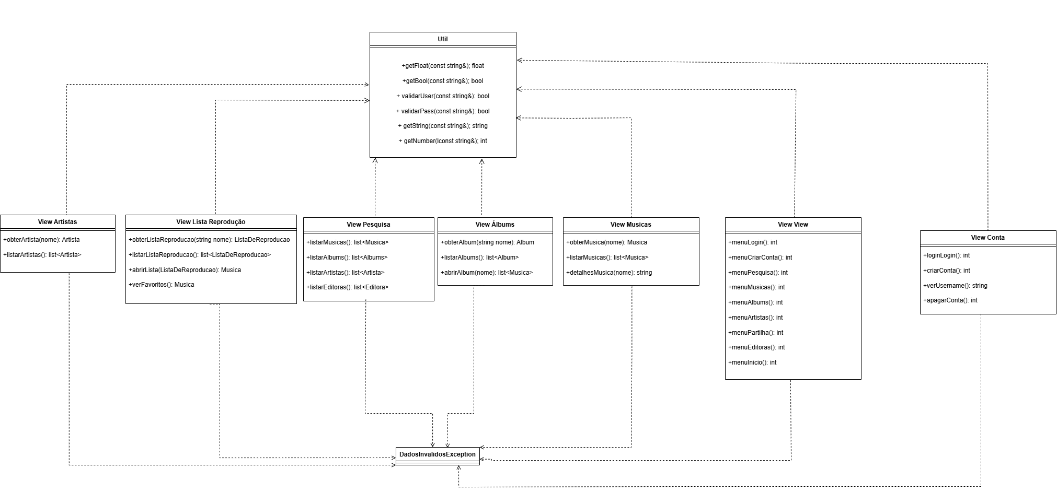 Util
+getFloat(const string&); float
+getBool(const string&); bool
+ validarUser(const string&): bool
+ validarPass(const string&) :bool
+ getString(const string&); string
+ getNumber(iconst string&); int
View Artistas
+obterArtista(nome): Artista
+listarArtistas(): list<Artista>
View Lista Reprodução
+obterListaReproducao(string nome): ListaDeReproducao
+listarListaReproducao(): list<ListaDeReproducao>
+abrirLista(ListaDeReproducao): Musica
+verFavoritos(): Musica
View Pesquisa
+listarMusicas(): list<Musica>
+listarAlbums(): list<Albums>
+listarArtistas(): list<Artista>
+listarEditoras(): list<Editora>
View Álbums
+obterAlbum(string nome): Album
+listarAlbums(): list<Album>
+abrirAlbum(nome): list<Musica>
View Musicas
+obterMusica(nome): Musica
+listarMusicas(): list<Musica>
+detalhesMusica(nome): string
View View
+menuLogin(): int
+menuCriarConta(): int
+menuPesquisa(): int
+menuMusicas(): int
+menuAlbums(): int
+menuArtistas(): int
+menuPartilha(): int
+menuEditoras(): int
+menuInicio(): int
View Conta
+loginLogin(): int
+criarConta(): int
+verUsername(): string
+apagarConta(): int
DadosInvalidosException